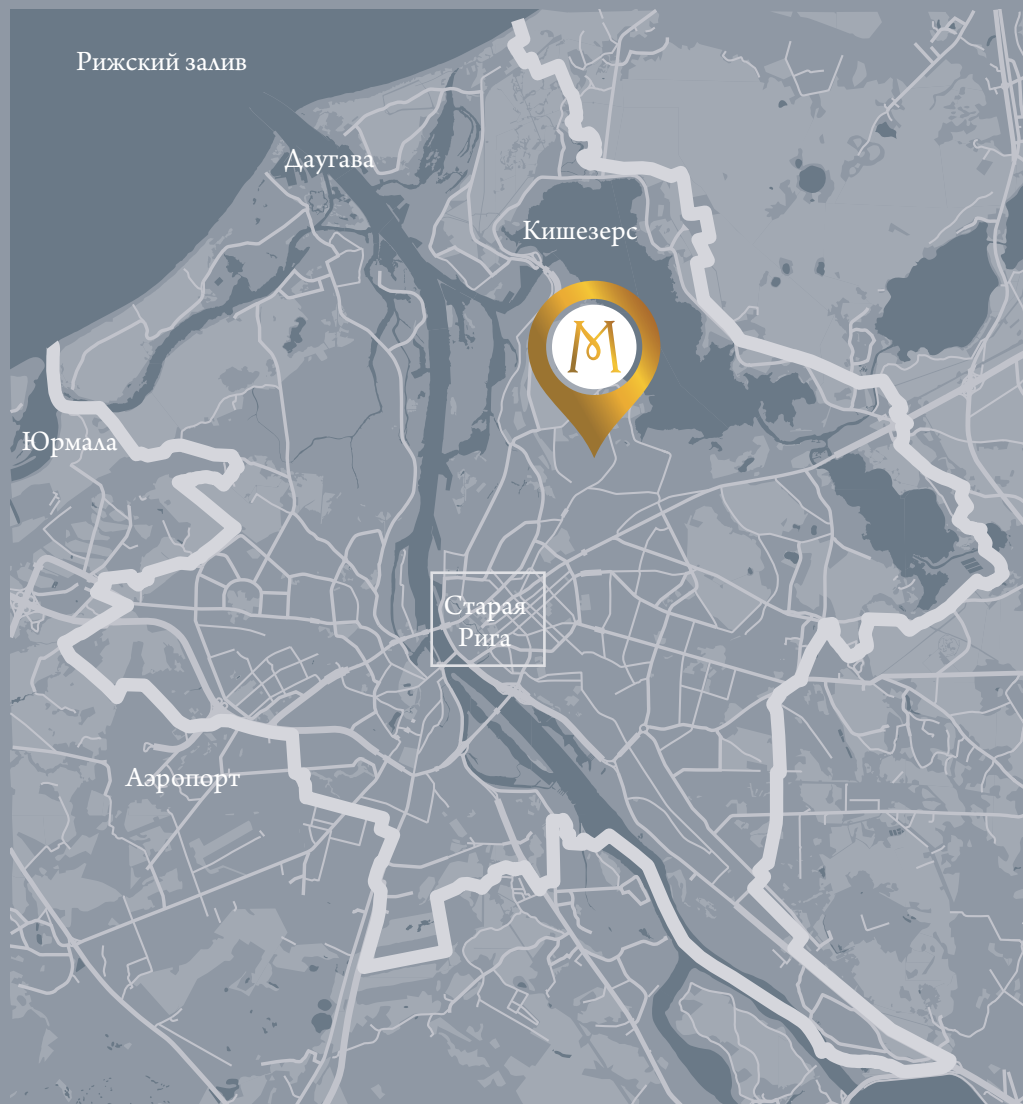 Рижский залив
Даугава
Кишезерс
M
Юрмала
Старая
Рига
Аэропорт